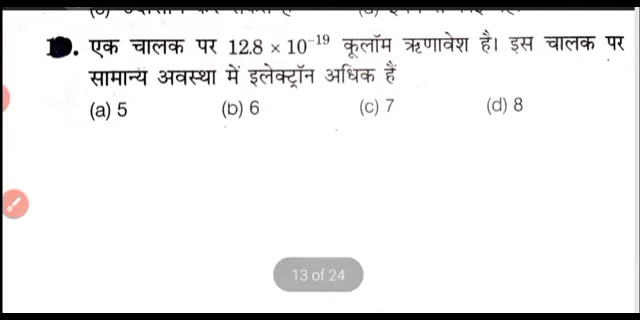 एक चालक पर 12.8 × 10⁻¹⁹ कूलॉम ऋणावेश है। इस चालक पर
सामान्य अवस्था में इलेक्ट्रॉन अधिक हैं
(a) 5 (b) 6 (c) 7 (d) 8
13 of 24